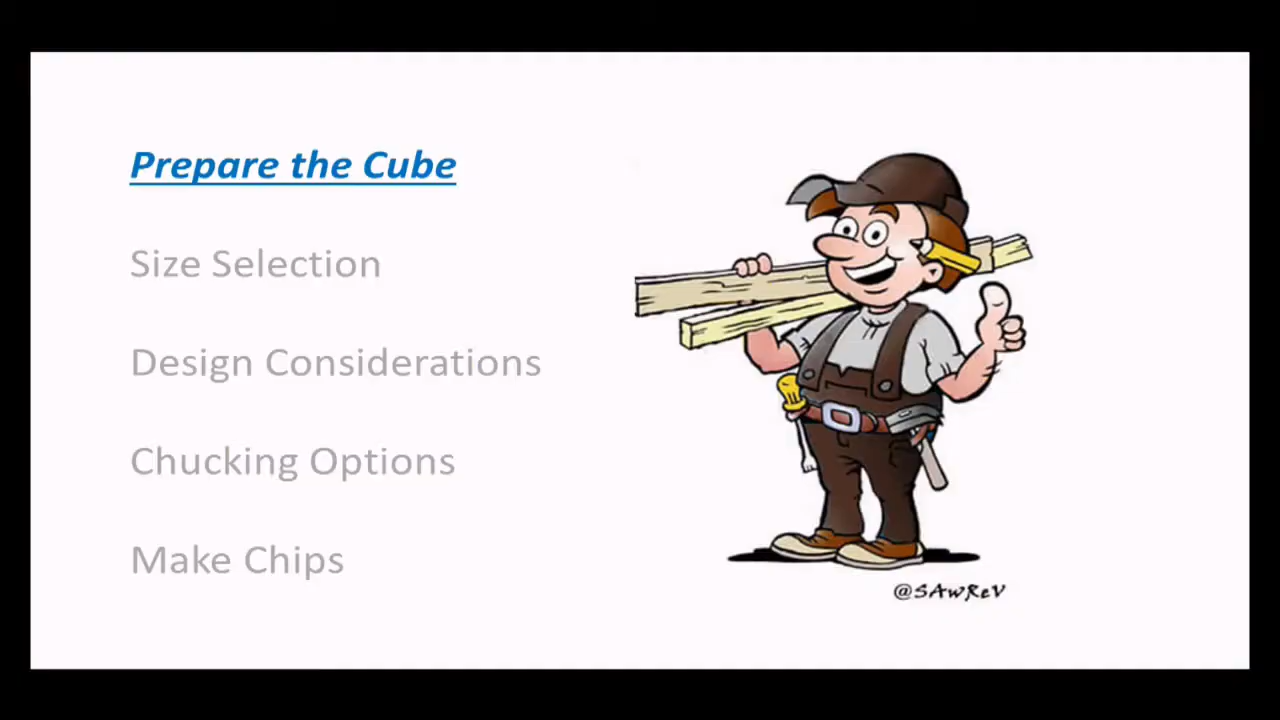 Prepare the Cube
Size Selection
Design Considerations
Chucking Options
Make Chips
@SAwReV